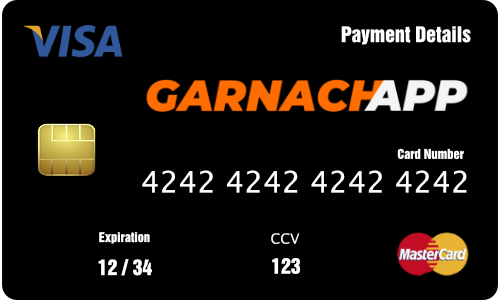 VISA
Payment Details
GARNACHAPP
Card Number
4242 4242 4242 4242
Expiration
CCV
12 / 34
123
MasterCard